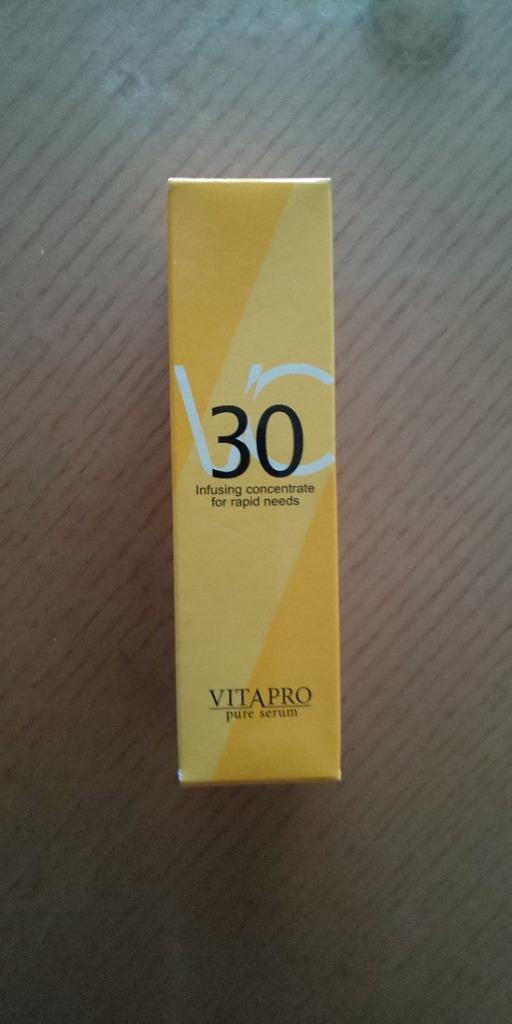 VC
30
Infusing concentrate
for rapid needs
VITAPRO
pure serum